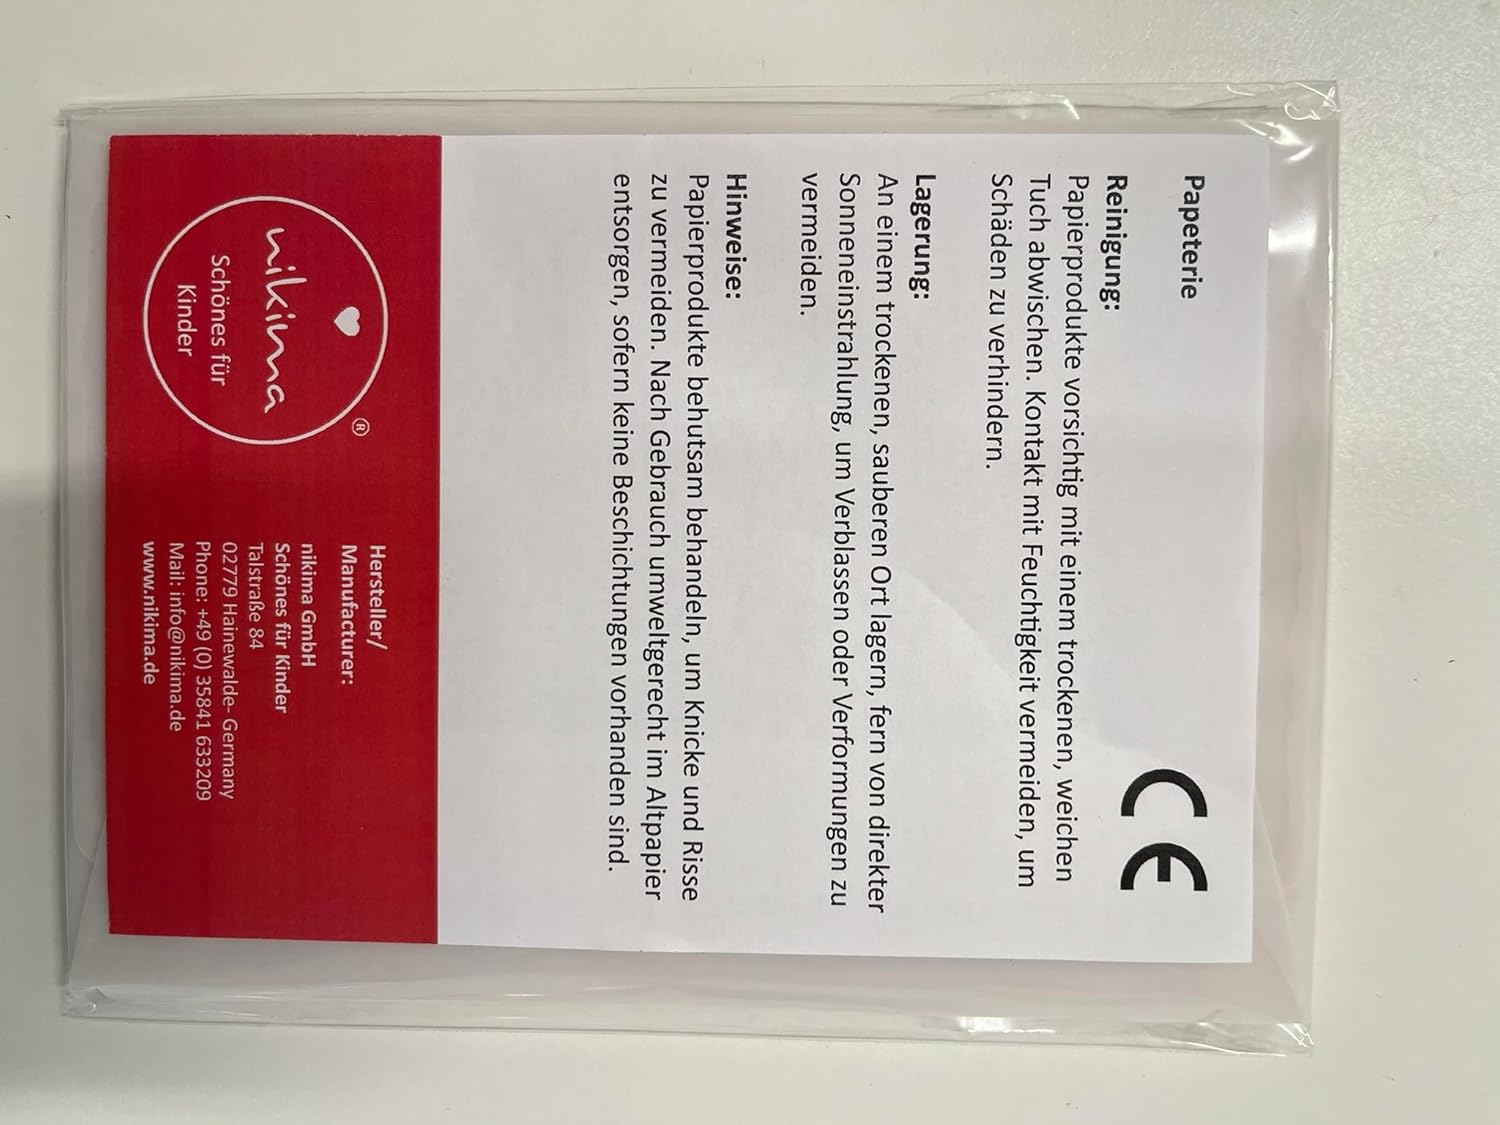 Papeterie
CE
Reinigung:
Papierprodukte vorsichtig mit einem trockenen, weichen
Tuch abwischen. Kontakt mit Feuchtigkeit vermeiden, um
Schäden zu verhindern.
Lagerung:
An einem trockenen, sauberen Ort lagern, fern von direkter
Sonneneinstrahlung, um Verblassen oder Verformungen zu
vermeiden.
Hinweise:
Papierprodukte behutsam behandeln, um Knicke und Risse
zu vermeiden. Nach Gebrauch umweltgerecht im Altpapier
entsorgen, sofern keine Beschichtungen vorhanden sind.
®
nikima
Schönes für
Kinder
Hersteller/
Manufacturer:
nikima GmbH
Schönes für Kinder
Talstraße 84
02779 Hainewalde- Germany
Phone: +49 (0) 35841 633209
Mail: info@nikima.de
www.nikima.de